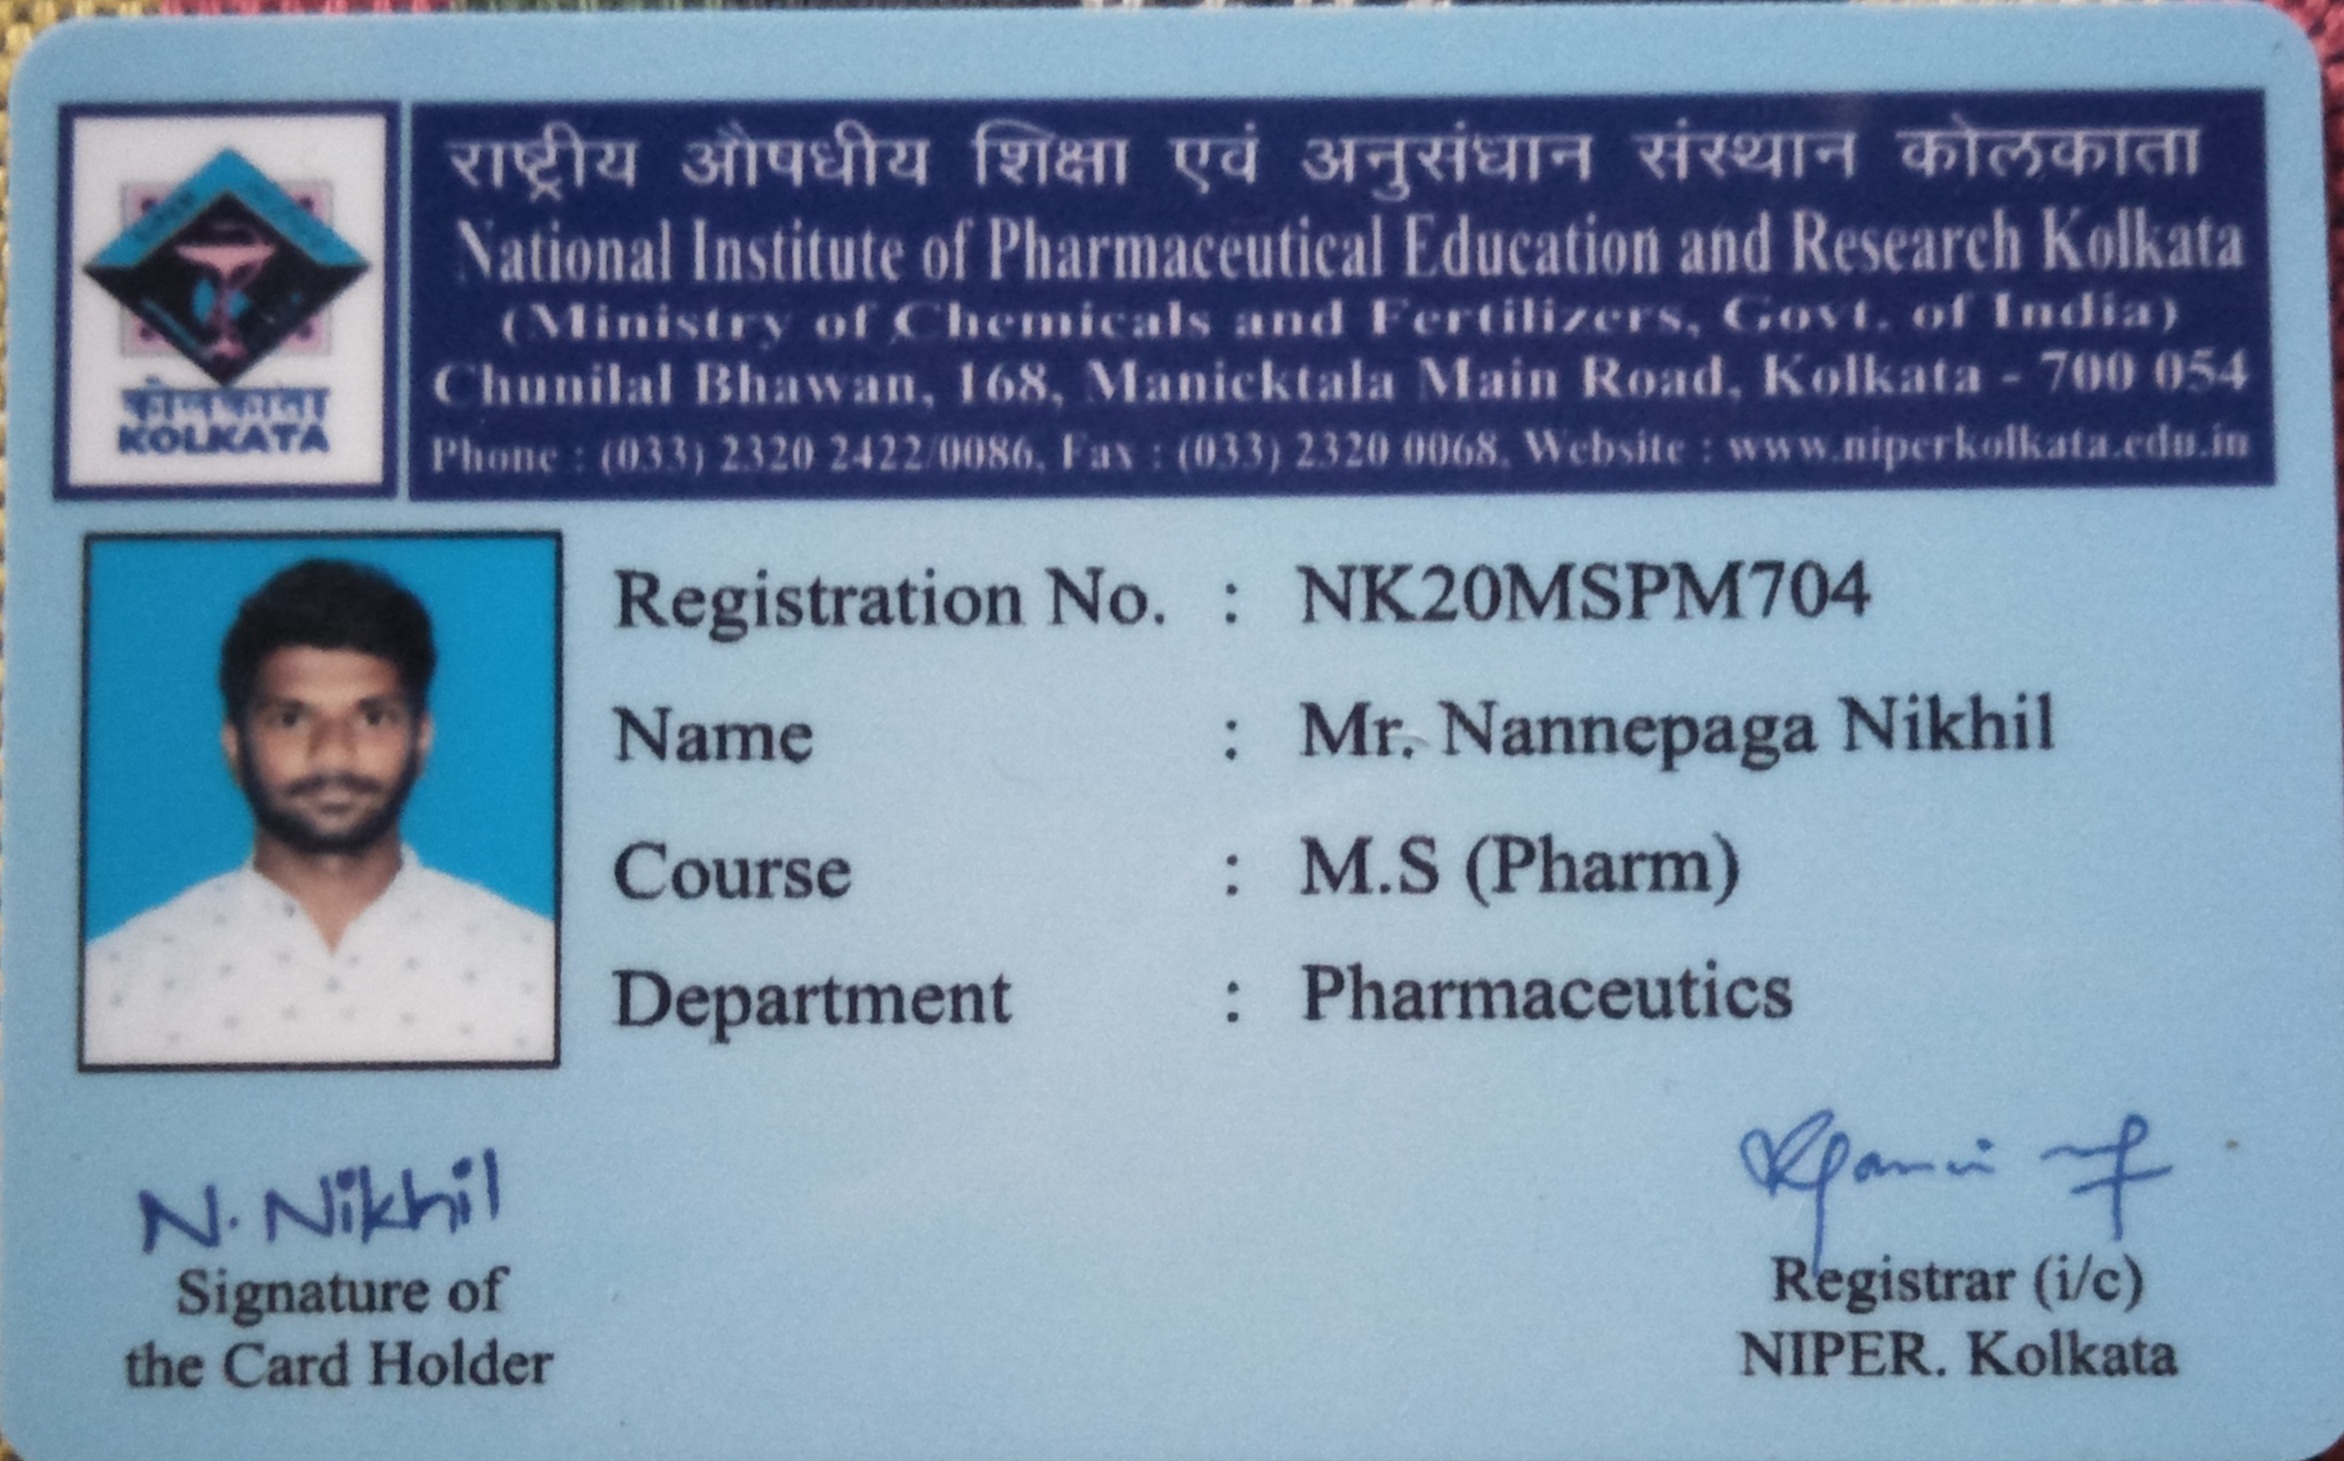 राष्ट्रीय औषधीय शिक्षा एवं अनुसंधान संस्थान कोलकाता
National Institute of Pharmaceutical Education and Research Kolkata
(Ministry of Chemicals and Fertilizers, Govt. of India)
Chunilal Bhawan, 168, Manicktala Main Road, Kolkata - 700 054
Phone : (033) 2320 2422/0086, Fax : (033) 2320 0068, Website : www.niperkolkata.edu.in
कोलकाता
KOLKATA
Registration No. : NK20MSPM704
Name : Mr. Nannepaga Nikhil
Course : M.S (Pharm)
Department : Pharmaceutics
N. Nikhil
Signature of
the Card Holder
Registrar (i/c)
NIPER. Kolkata